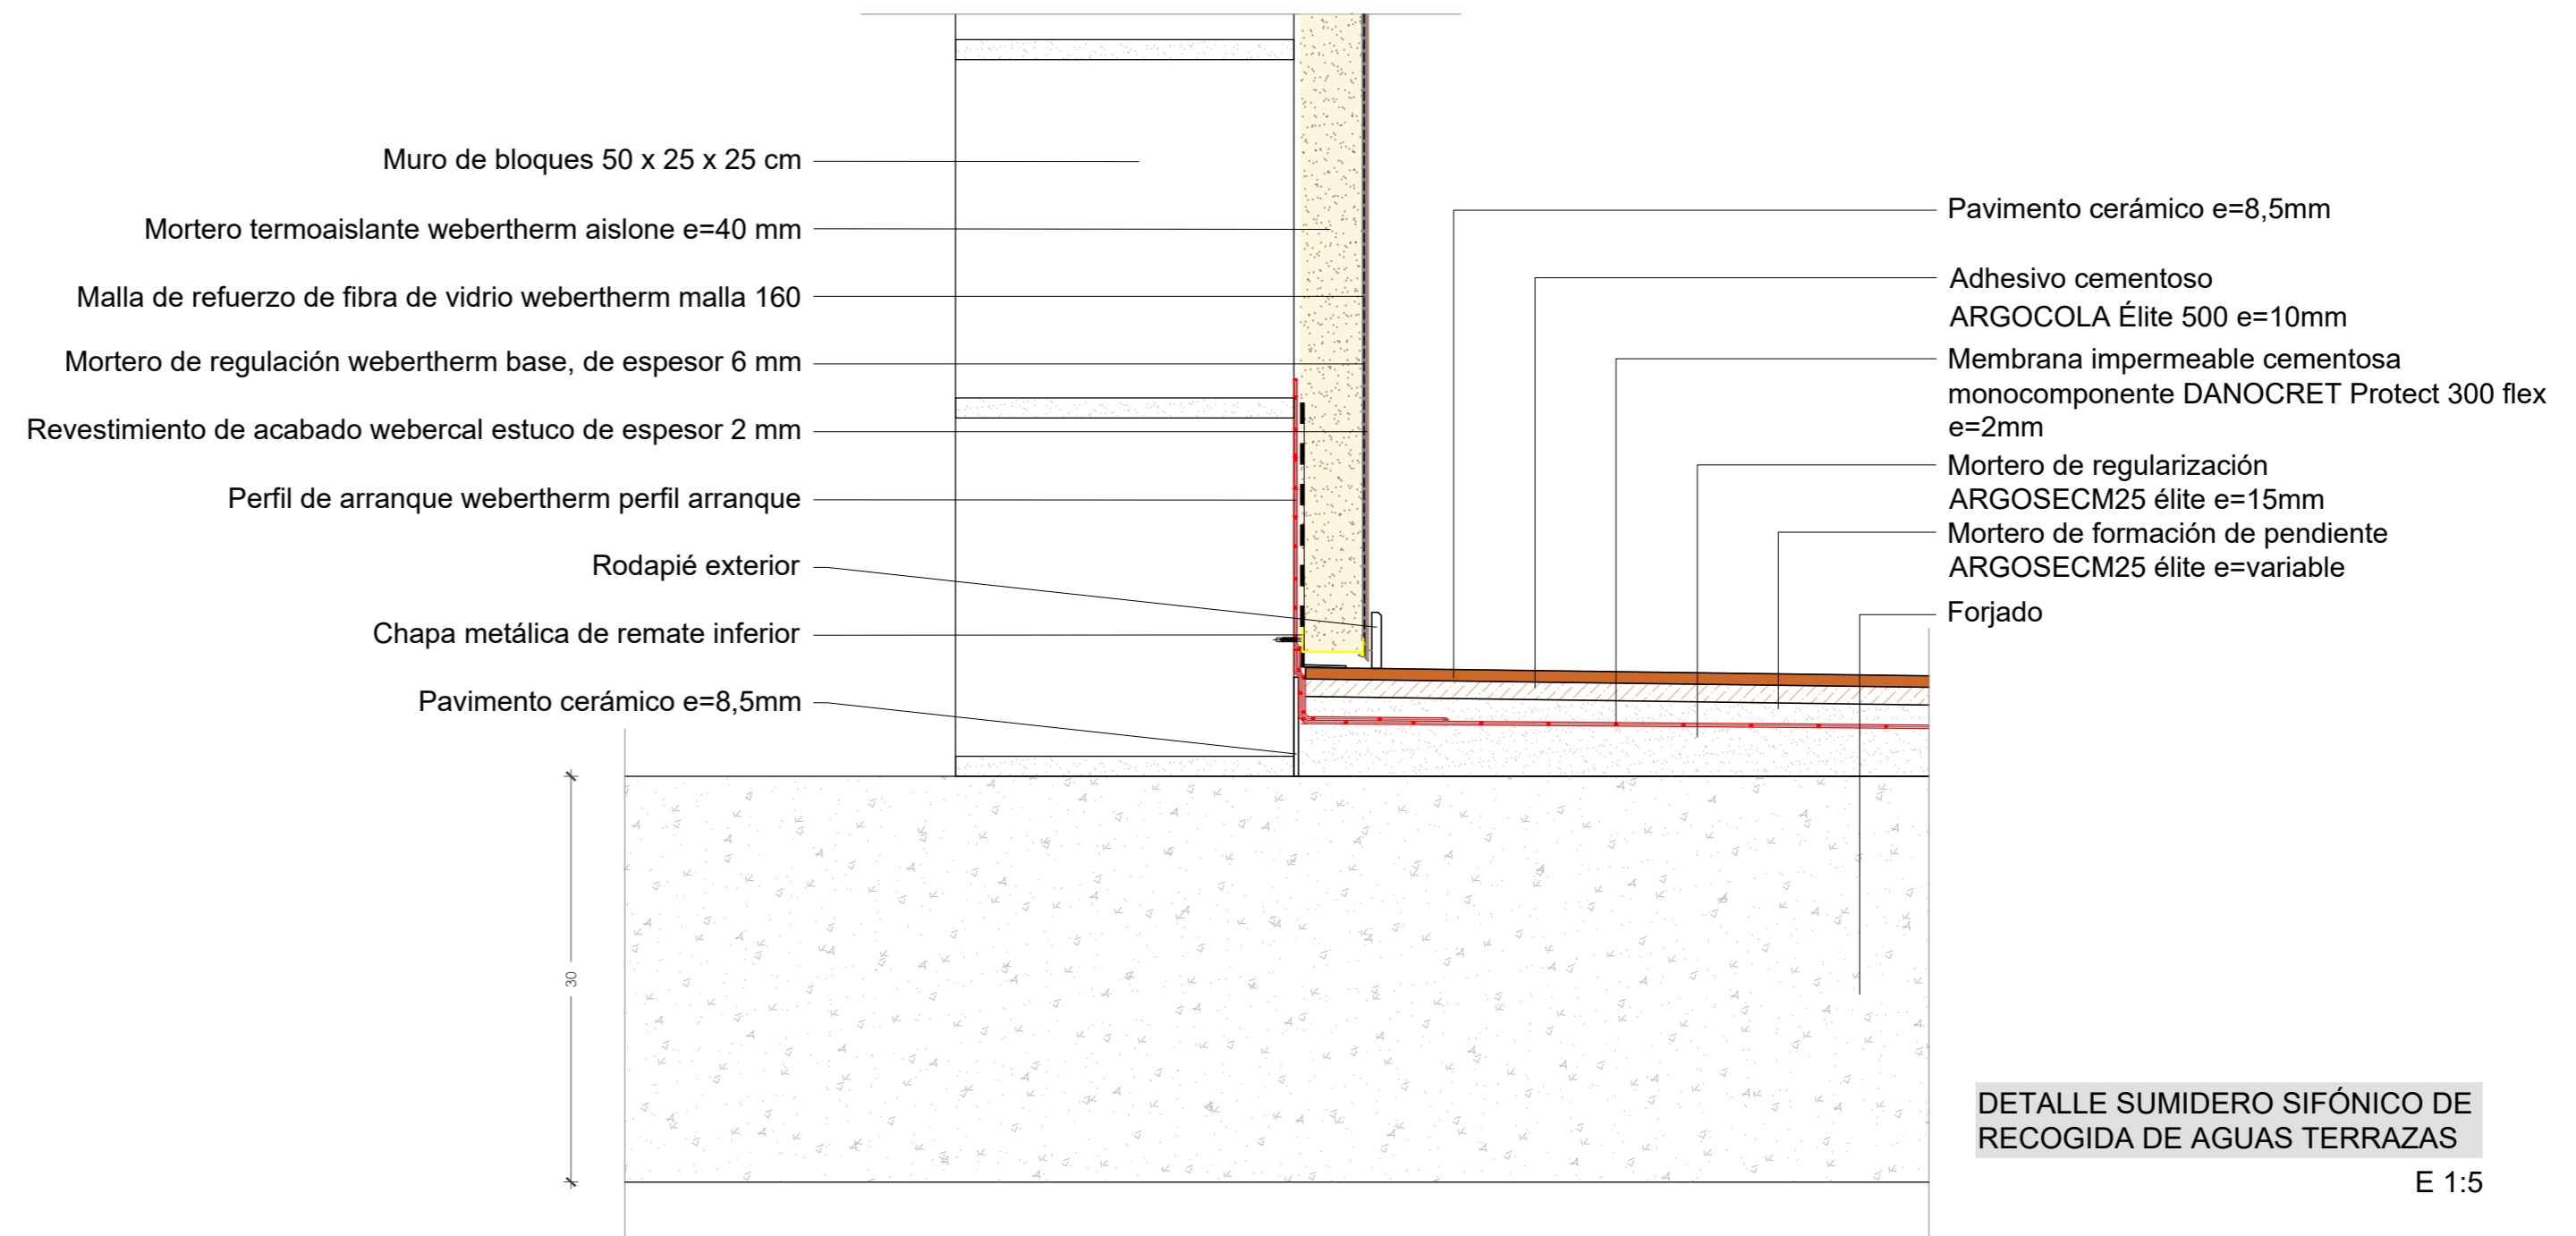 Muro de bloques 50 x 25 x 25 cm
Mortero termoaislante webertherm aislone e=40 mm
Malla de refuerzo de fibra de vidrio webertherm malla 160
Mortero de regulación webertherm base, de espesor 6 mm
Revestimiento de acabado webercal estuco de espesor 2 mm
Perfil de arranque webertherm perfil arranque
Rodapié exterior
Chapa metálica de remate inferior
Pavimento cerámico e=8,5mm
30
Pavimento cerámico e=8,5mm
Adhesivo cementoso
ARGOCOLA Élite 500 e=10mm
Membrana impermeable cementosa
monocomponente DANOCRET Protect 300 flex
e=2mm
Mortero de regularización
ARGOSECM25 élite e=15mm
Mortero de formación de pendiente
ARGOSECM25 élite e=variable
Forjado
DETALLE SUMIDERO SIFÓNICO DE
RECOGIDA DE AGUAS TERRAZAS
E 1:5